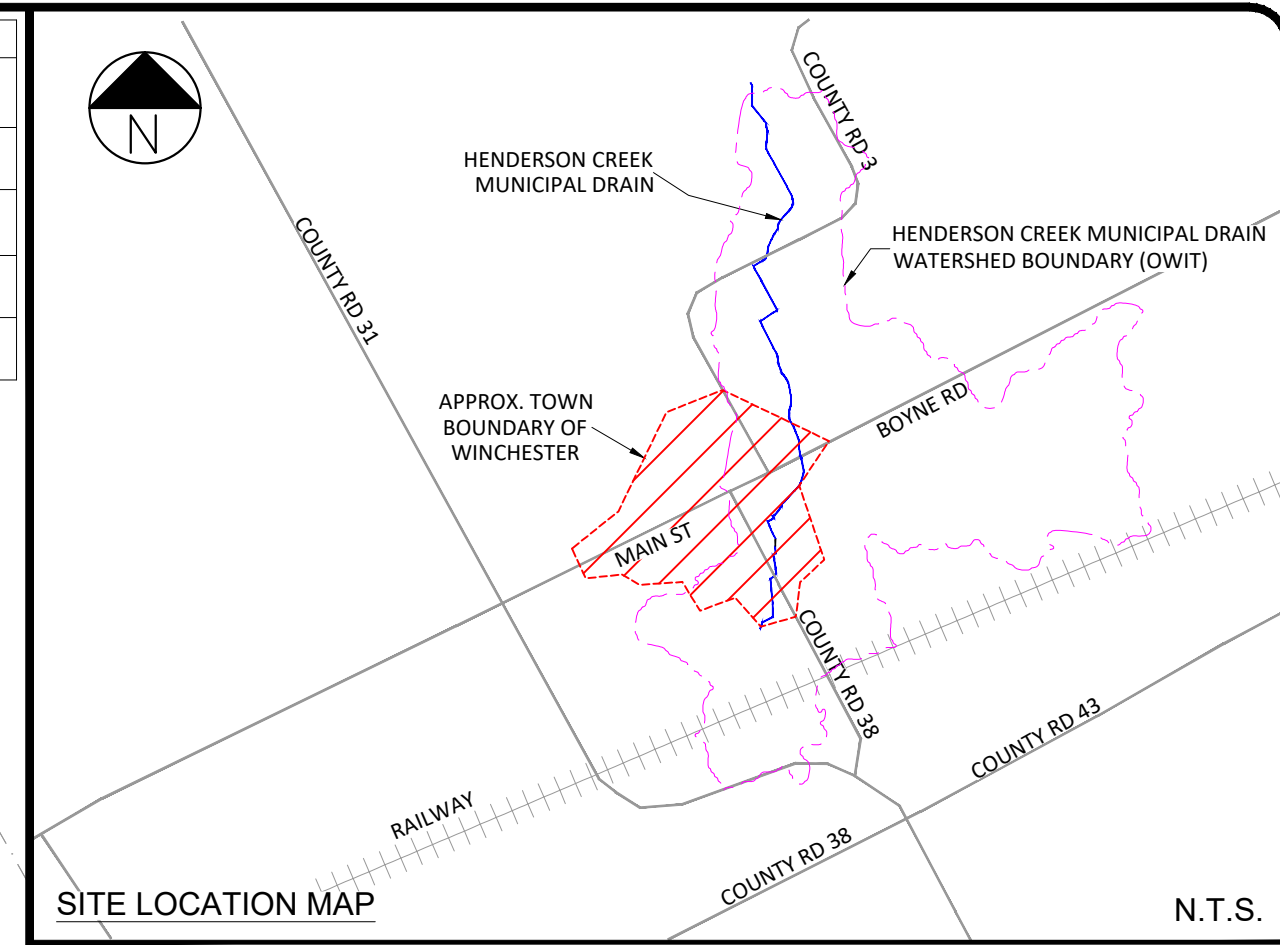 COUNTY RD 3
N
HENDERSON CREEK
MUNICIPAL DRAIN
HENDERSON CREEK MUNICIPAL DRAIN
WATERSHED BOUNDARY (OWIT)
COUNTY RD 31
APPROX. TOWN
BOUNDARY OF
WINCHESTER
BOYNE RD
MAIN ST
COUNTY RD 38
COUNTY RD 43
RAILWAY
COUNTY RD 38
SITE LOCATION MAP
N.T.S.